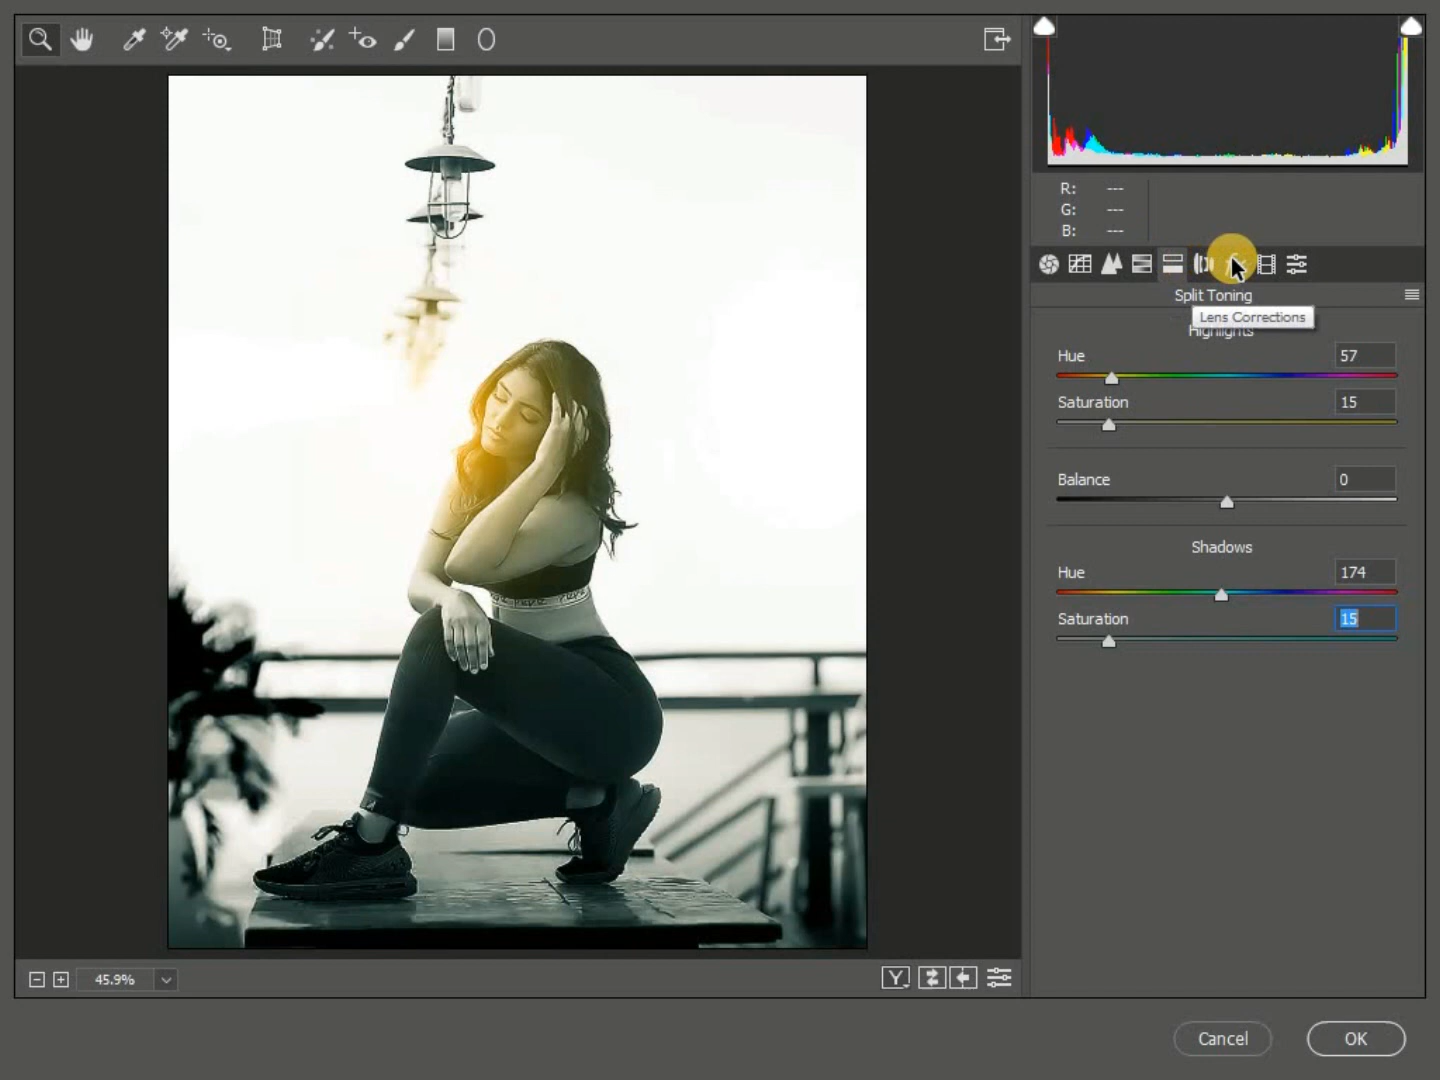 R: ---
G: ---
B: ---
Split Toning
Lens Corrections
Highlights
Hue 57
Saturation 15
Balance 0
Shadows
Hue 174
Saturation 15
45.9%
Y
Cancel OK